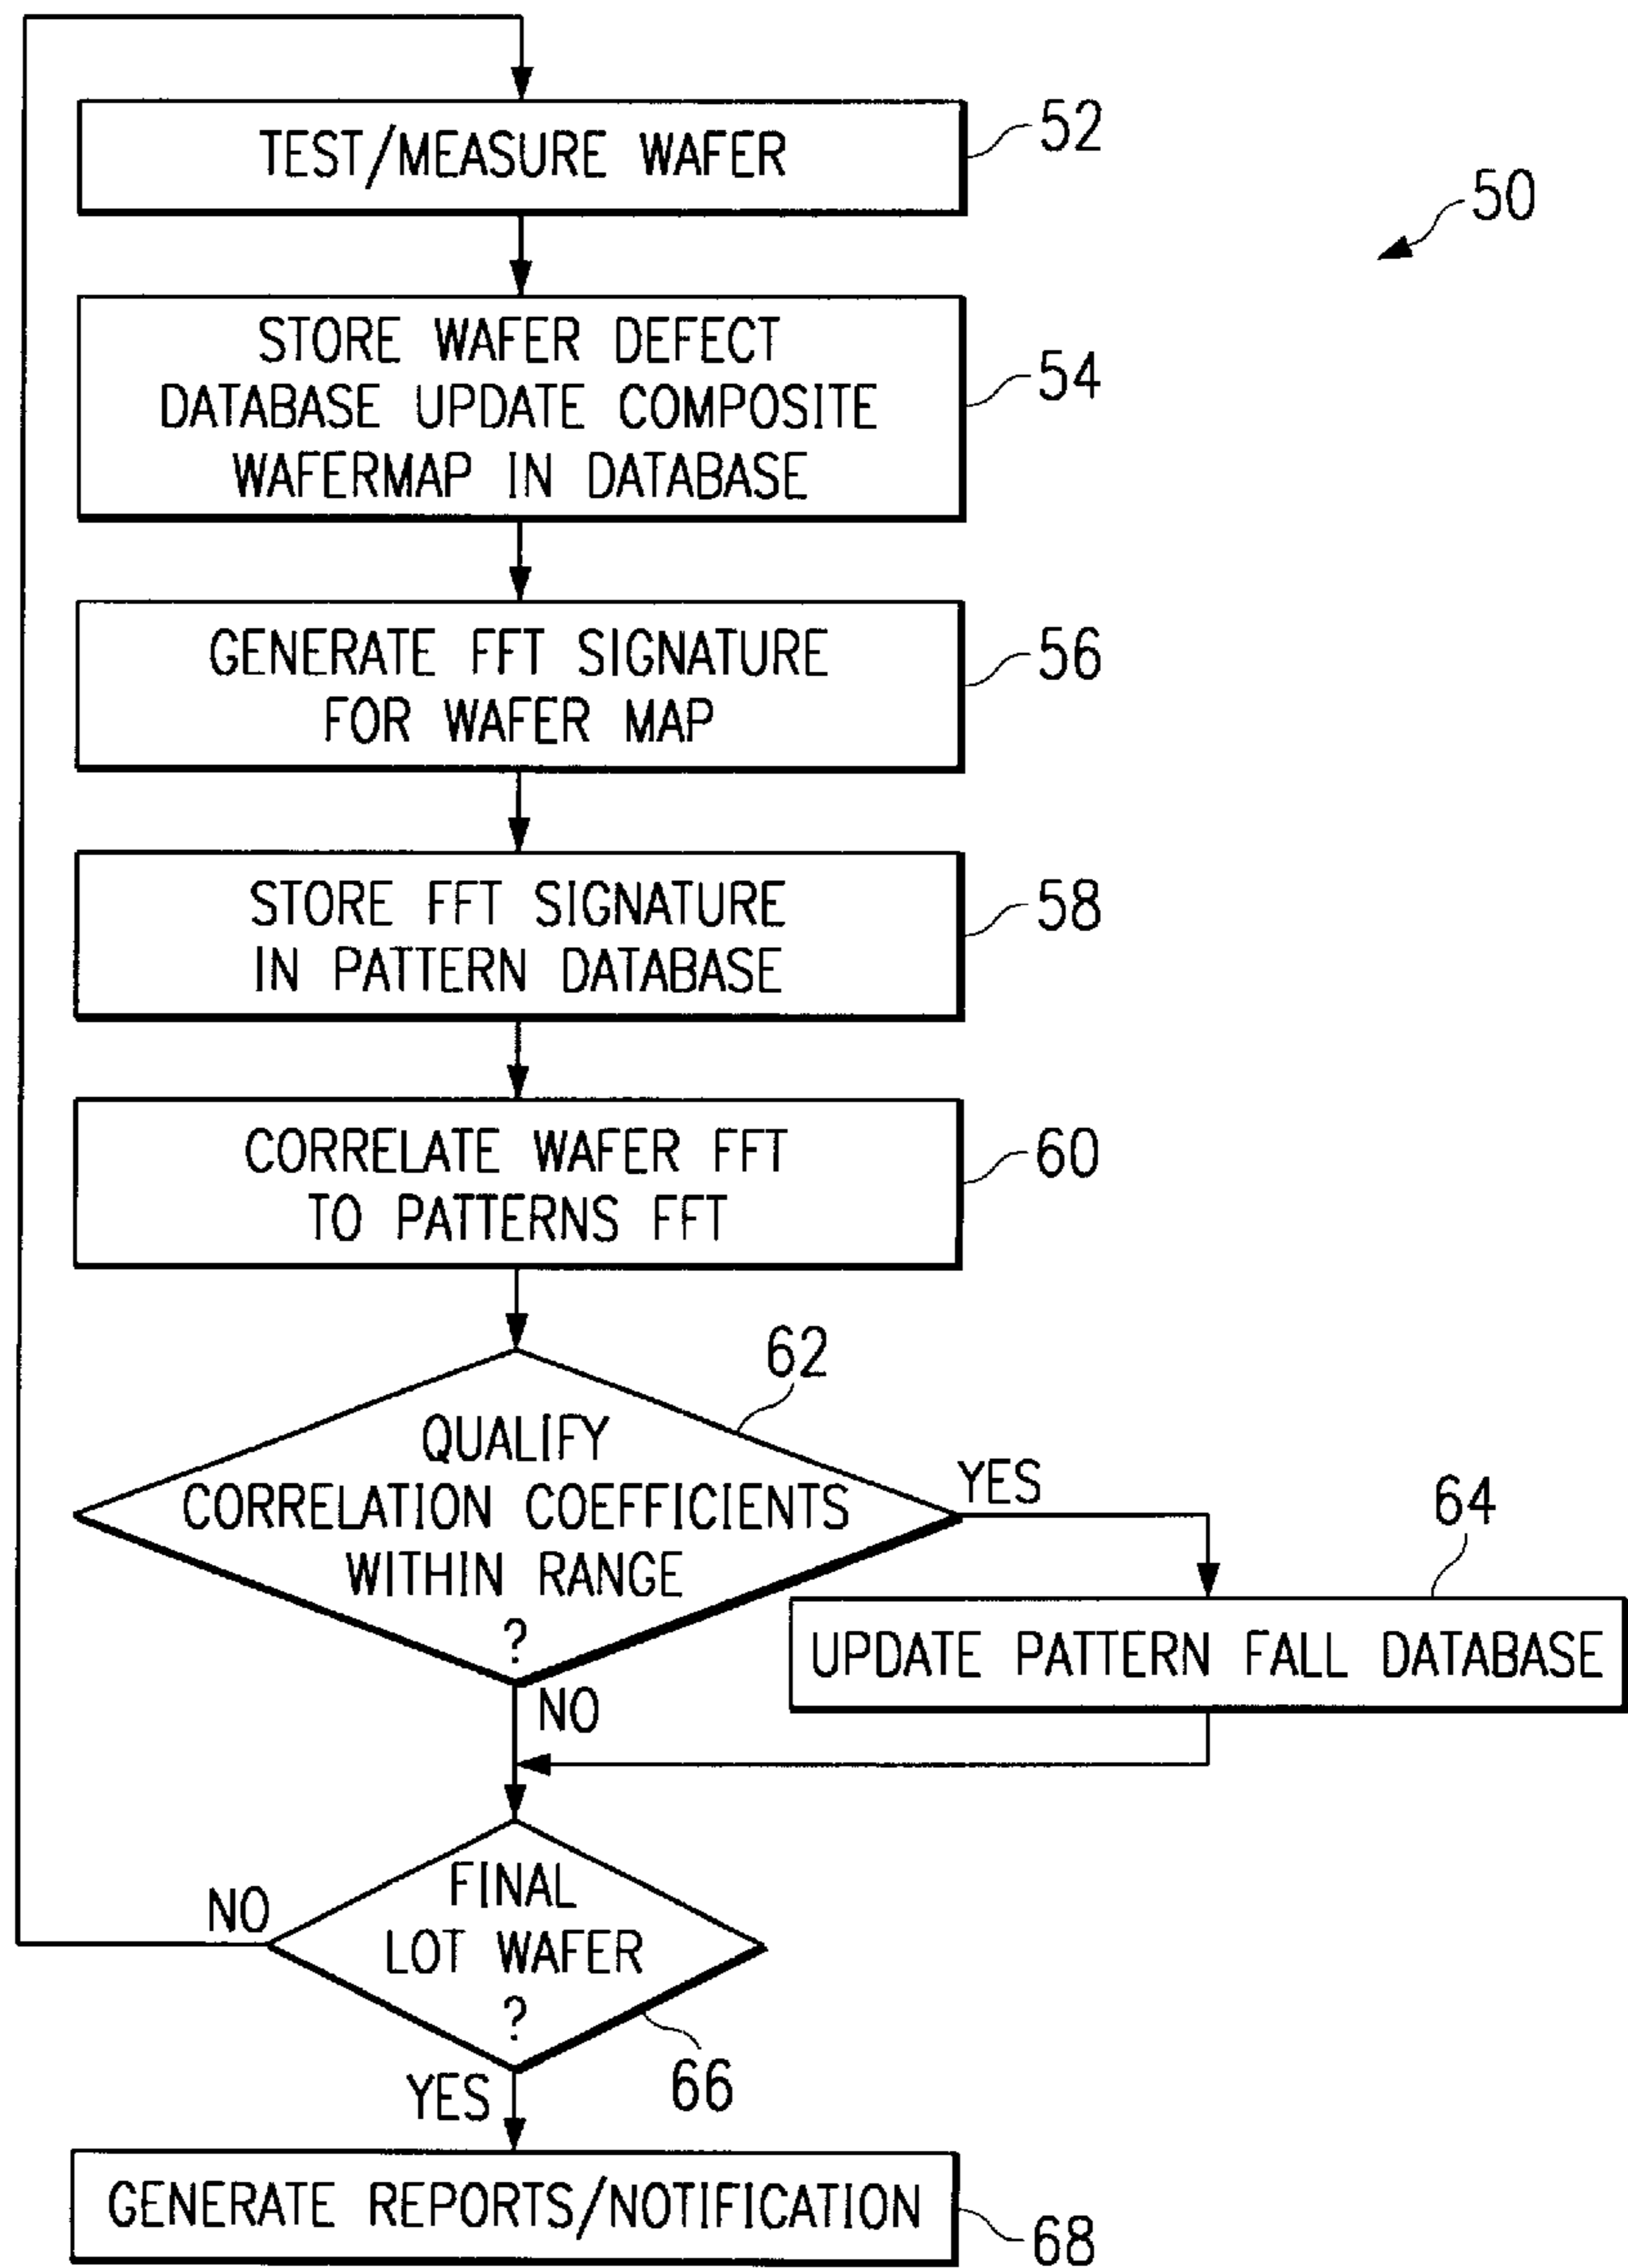 TEST/MEASURE WAFER
52
50
STORE WAFER DEFECT
DATABASE UPDATE COMPOSITE
WAFERMAP IN DATABASE
54
GENERATE FFT SIGNATURE
FOR WAFER MAP
56
STORE FFT SIGNATURE
IN PATTERN DATABASE
58
CORRELATE WAFER FFT
TO PATTERNS FFT
60
62
QUALIFY
CORRELATION COEFFICIENTS
WITHIN RANGE
?
YES
64
UPDATE PATTERN FALL DATABASE
NO
FINAL
LOT WAFER
?
NO
66
YES
GENERATE REPORTS/NOTIFICATION
68